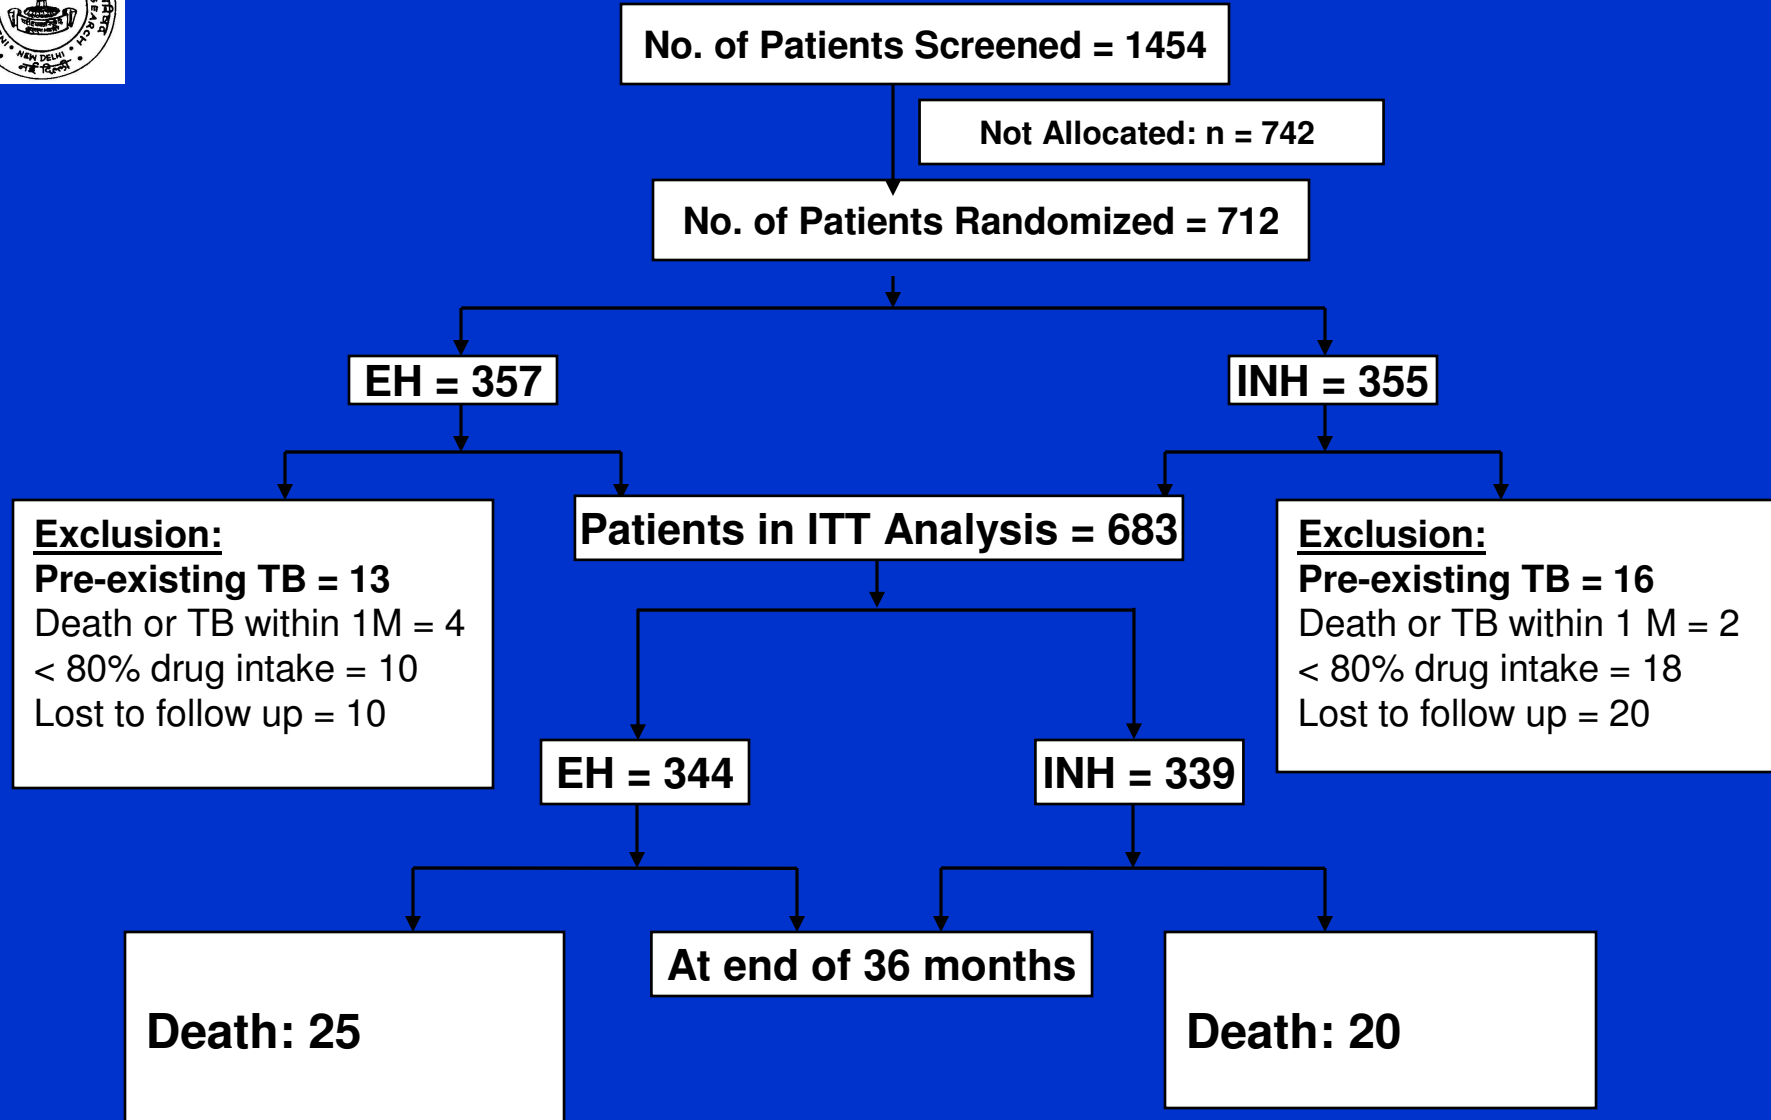 NEW DELHI
नई दिल्ली
No. of Patients Screened = 1454
Not Allocated: n = 742
No. of Patients Randomized = 712
EH = 357
INH = 355
Exclusion:
Pre-existing TB = 13
Death or TB within 1M = 4
< 80% drug intake = 10
Lost to follow up = 10
Patients in ITT Analysis = 683
Exclusion:
Pre-existing TB = 16
Death or TB within 1 M = 2
< 80% drug intake = 18
Lost to follow up = 20
EH = 344
INH = 339
At end of 36 months
Death: 25
Death: 20